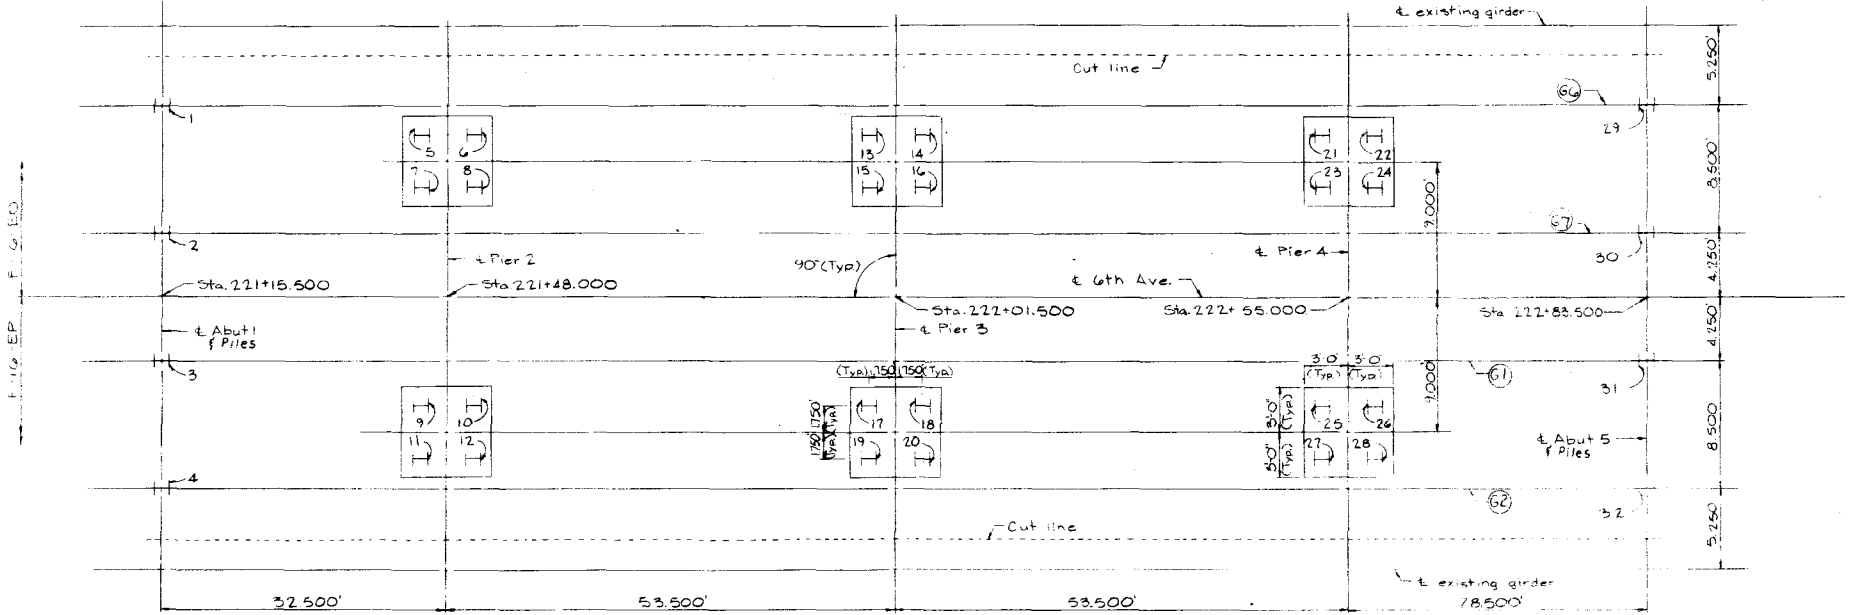 ℄ existing girder
Cut line
5.250'
G6
1
29
5
6
7
8
13
14
15
16
21
22
23
24
8.500'
9.000'
G7
2
30
℄ Pier 2
90°(Typ.)
℄ Pier 4
4.250'
℄ 6th Ave.
Sta. 221+15.500
Sta. 221+48.000
Sta. 222+01.500
Sta. 222+55.000
Sta. 222+83.500
℄ Abut 1
& Piles
℄ Pier 3
4.250'
3
(Typ.) 1.750' 1.750' (Typ.)
3'-0" 3'-0"
(Typ.) (Typ.)
G1
31
9.000'
1.750' 1.750'
(Typ.) (Typ.)
3'-0" (Typ.)
3'-0" (Typ.)
9
10
11
12
17
18
19
20
25
26
27
28
℄ Abut 5
& Piles
8.500'
4
G2
32
Cut line
5.250'
℄ existing girder
32.500'
53.500'
53.500'
28.500'